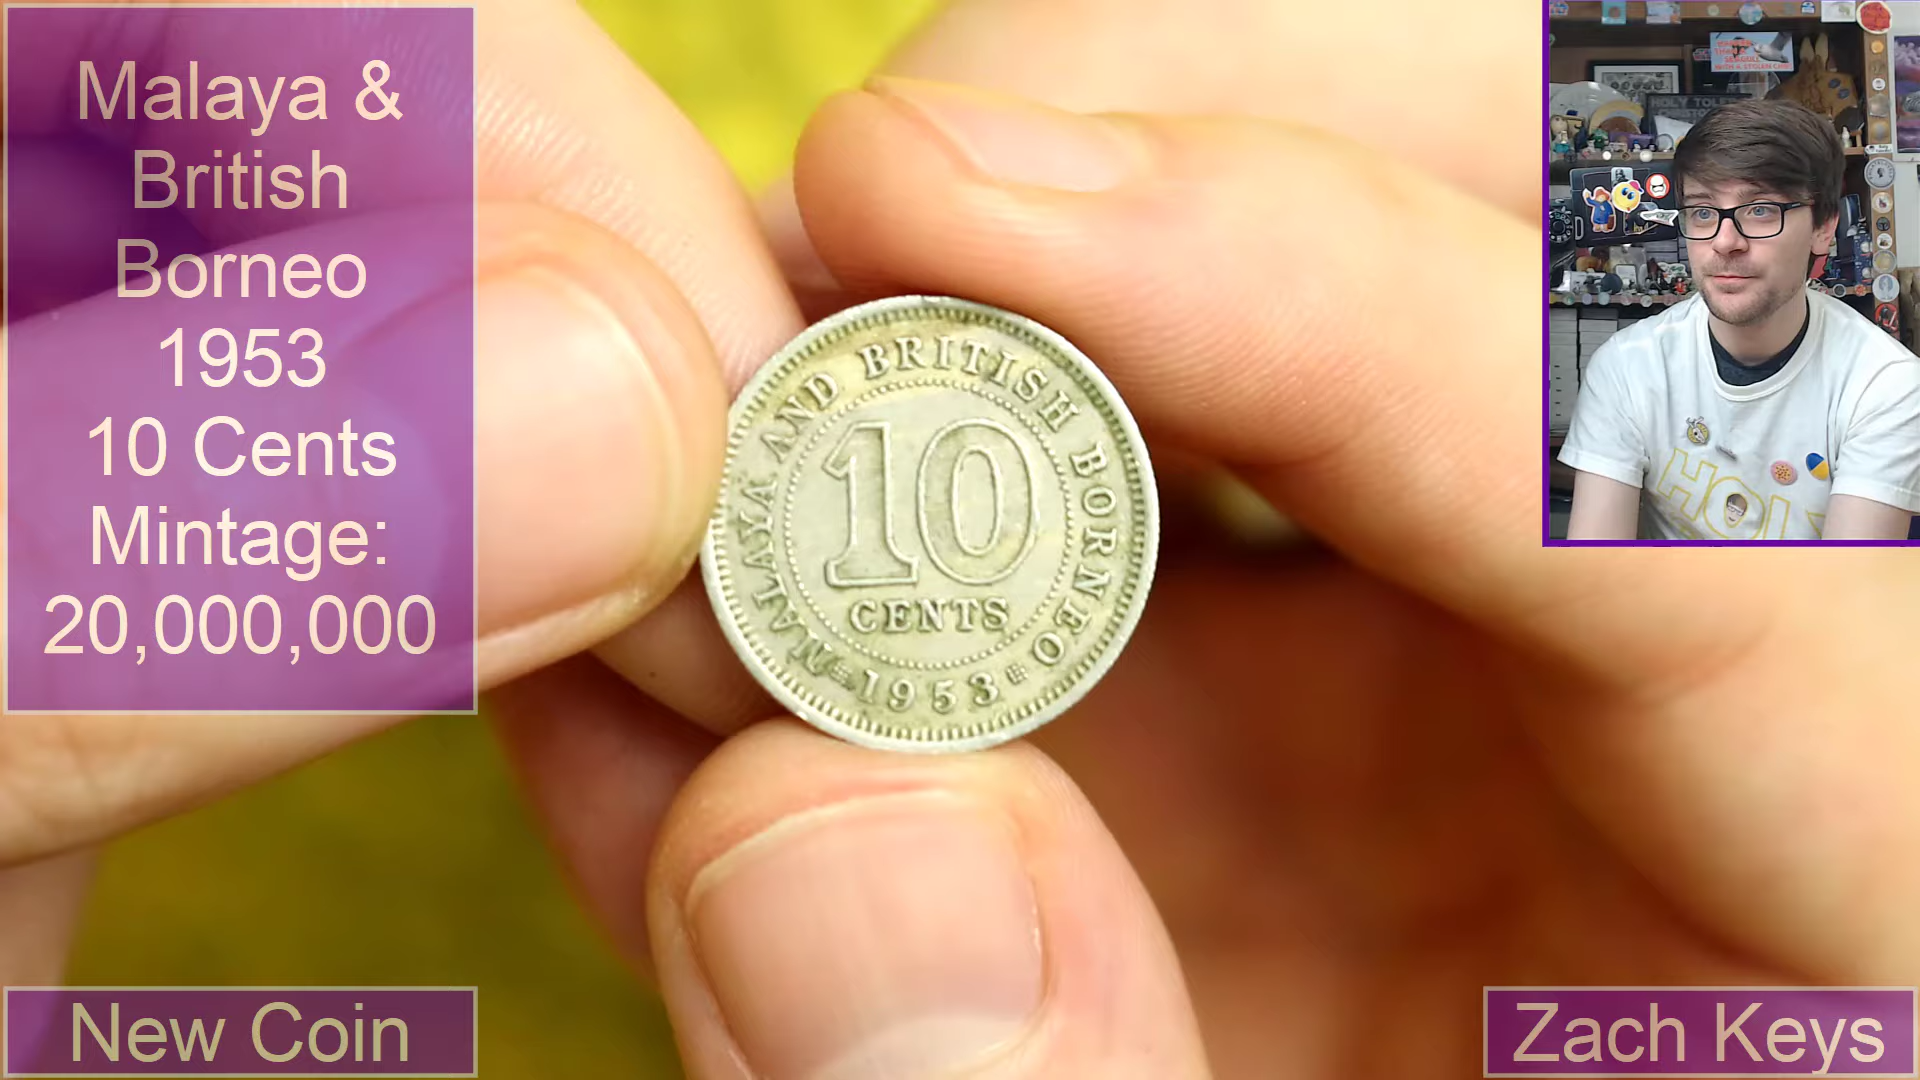 Malaya &
British
Borneo
1953
10 Cents
Mintage:
20,000,000
MALAYA AND BRITISH BORNEO
10
CENTS
1953
HOLY
New Coin
Zach Keys